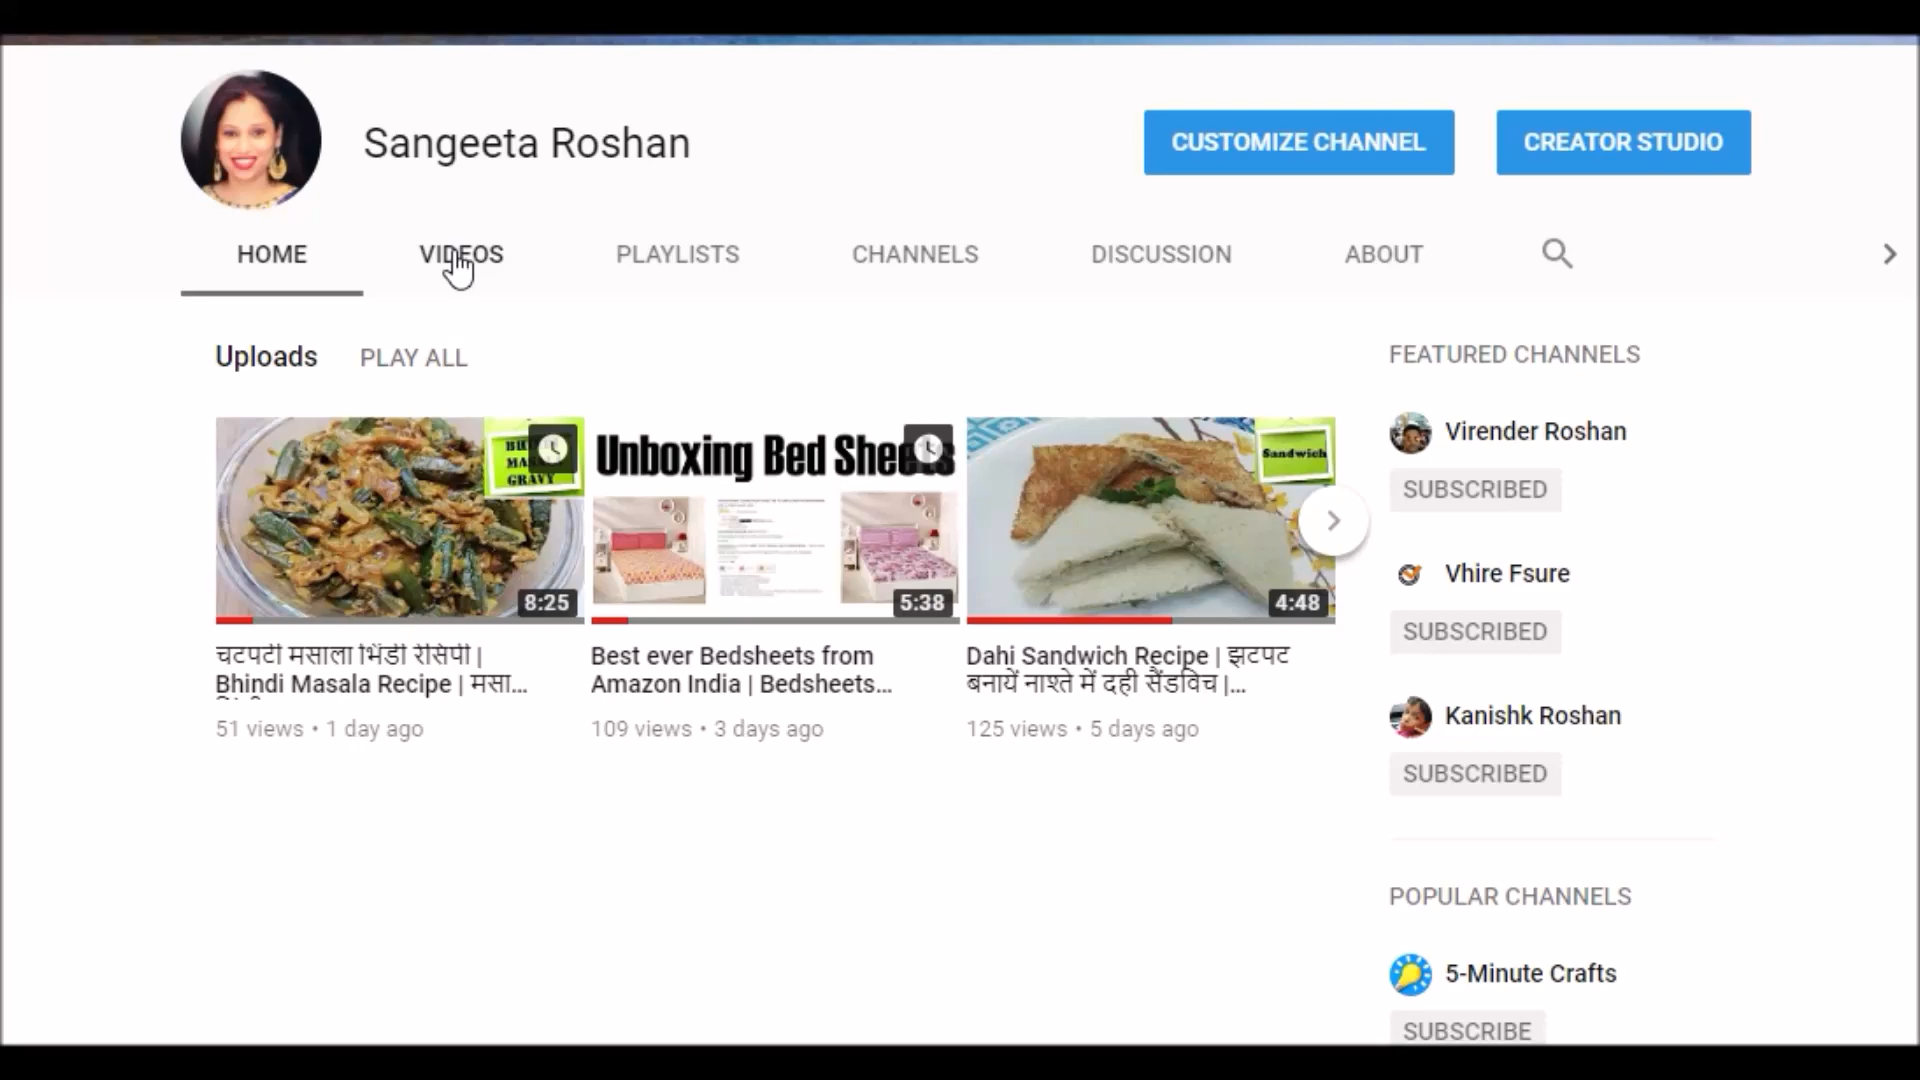 Sangeeta Roshan
CUSTOMIZE CHANNEL
CREATOR STUDIO
HOME
VIDEOS
PLAYLISTS
CHANNELS
DISCUSSION
ABOUT
Uploads
PLAY ALL
GRAVY
8:25
Unboxing Bed Sheets
5:38
Sandwich
4:48
चटपटी मसाला भिंडी रेसिपी |
Bhindi Masala Recipe | मसा...
51 views • 1 day ago
Best ever Bedsheets from
Amazon India | Bedsheets...
109 views • 3 days ago
Dahi Sandwich Recipe | झटपट
बनायें नाश्ते में दही सैंडविच |...
125 views • 5 days ago
FEATURED CHANNELS
Virender Roshan
SUBSCRIBED
Vhire Fsure
SUBSCRIBED
Kanishk Roshan
SUBSCRIBED
POPULAR CHANNELS
5-Minute Crafts
SUBSCRIBE